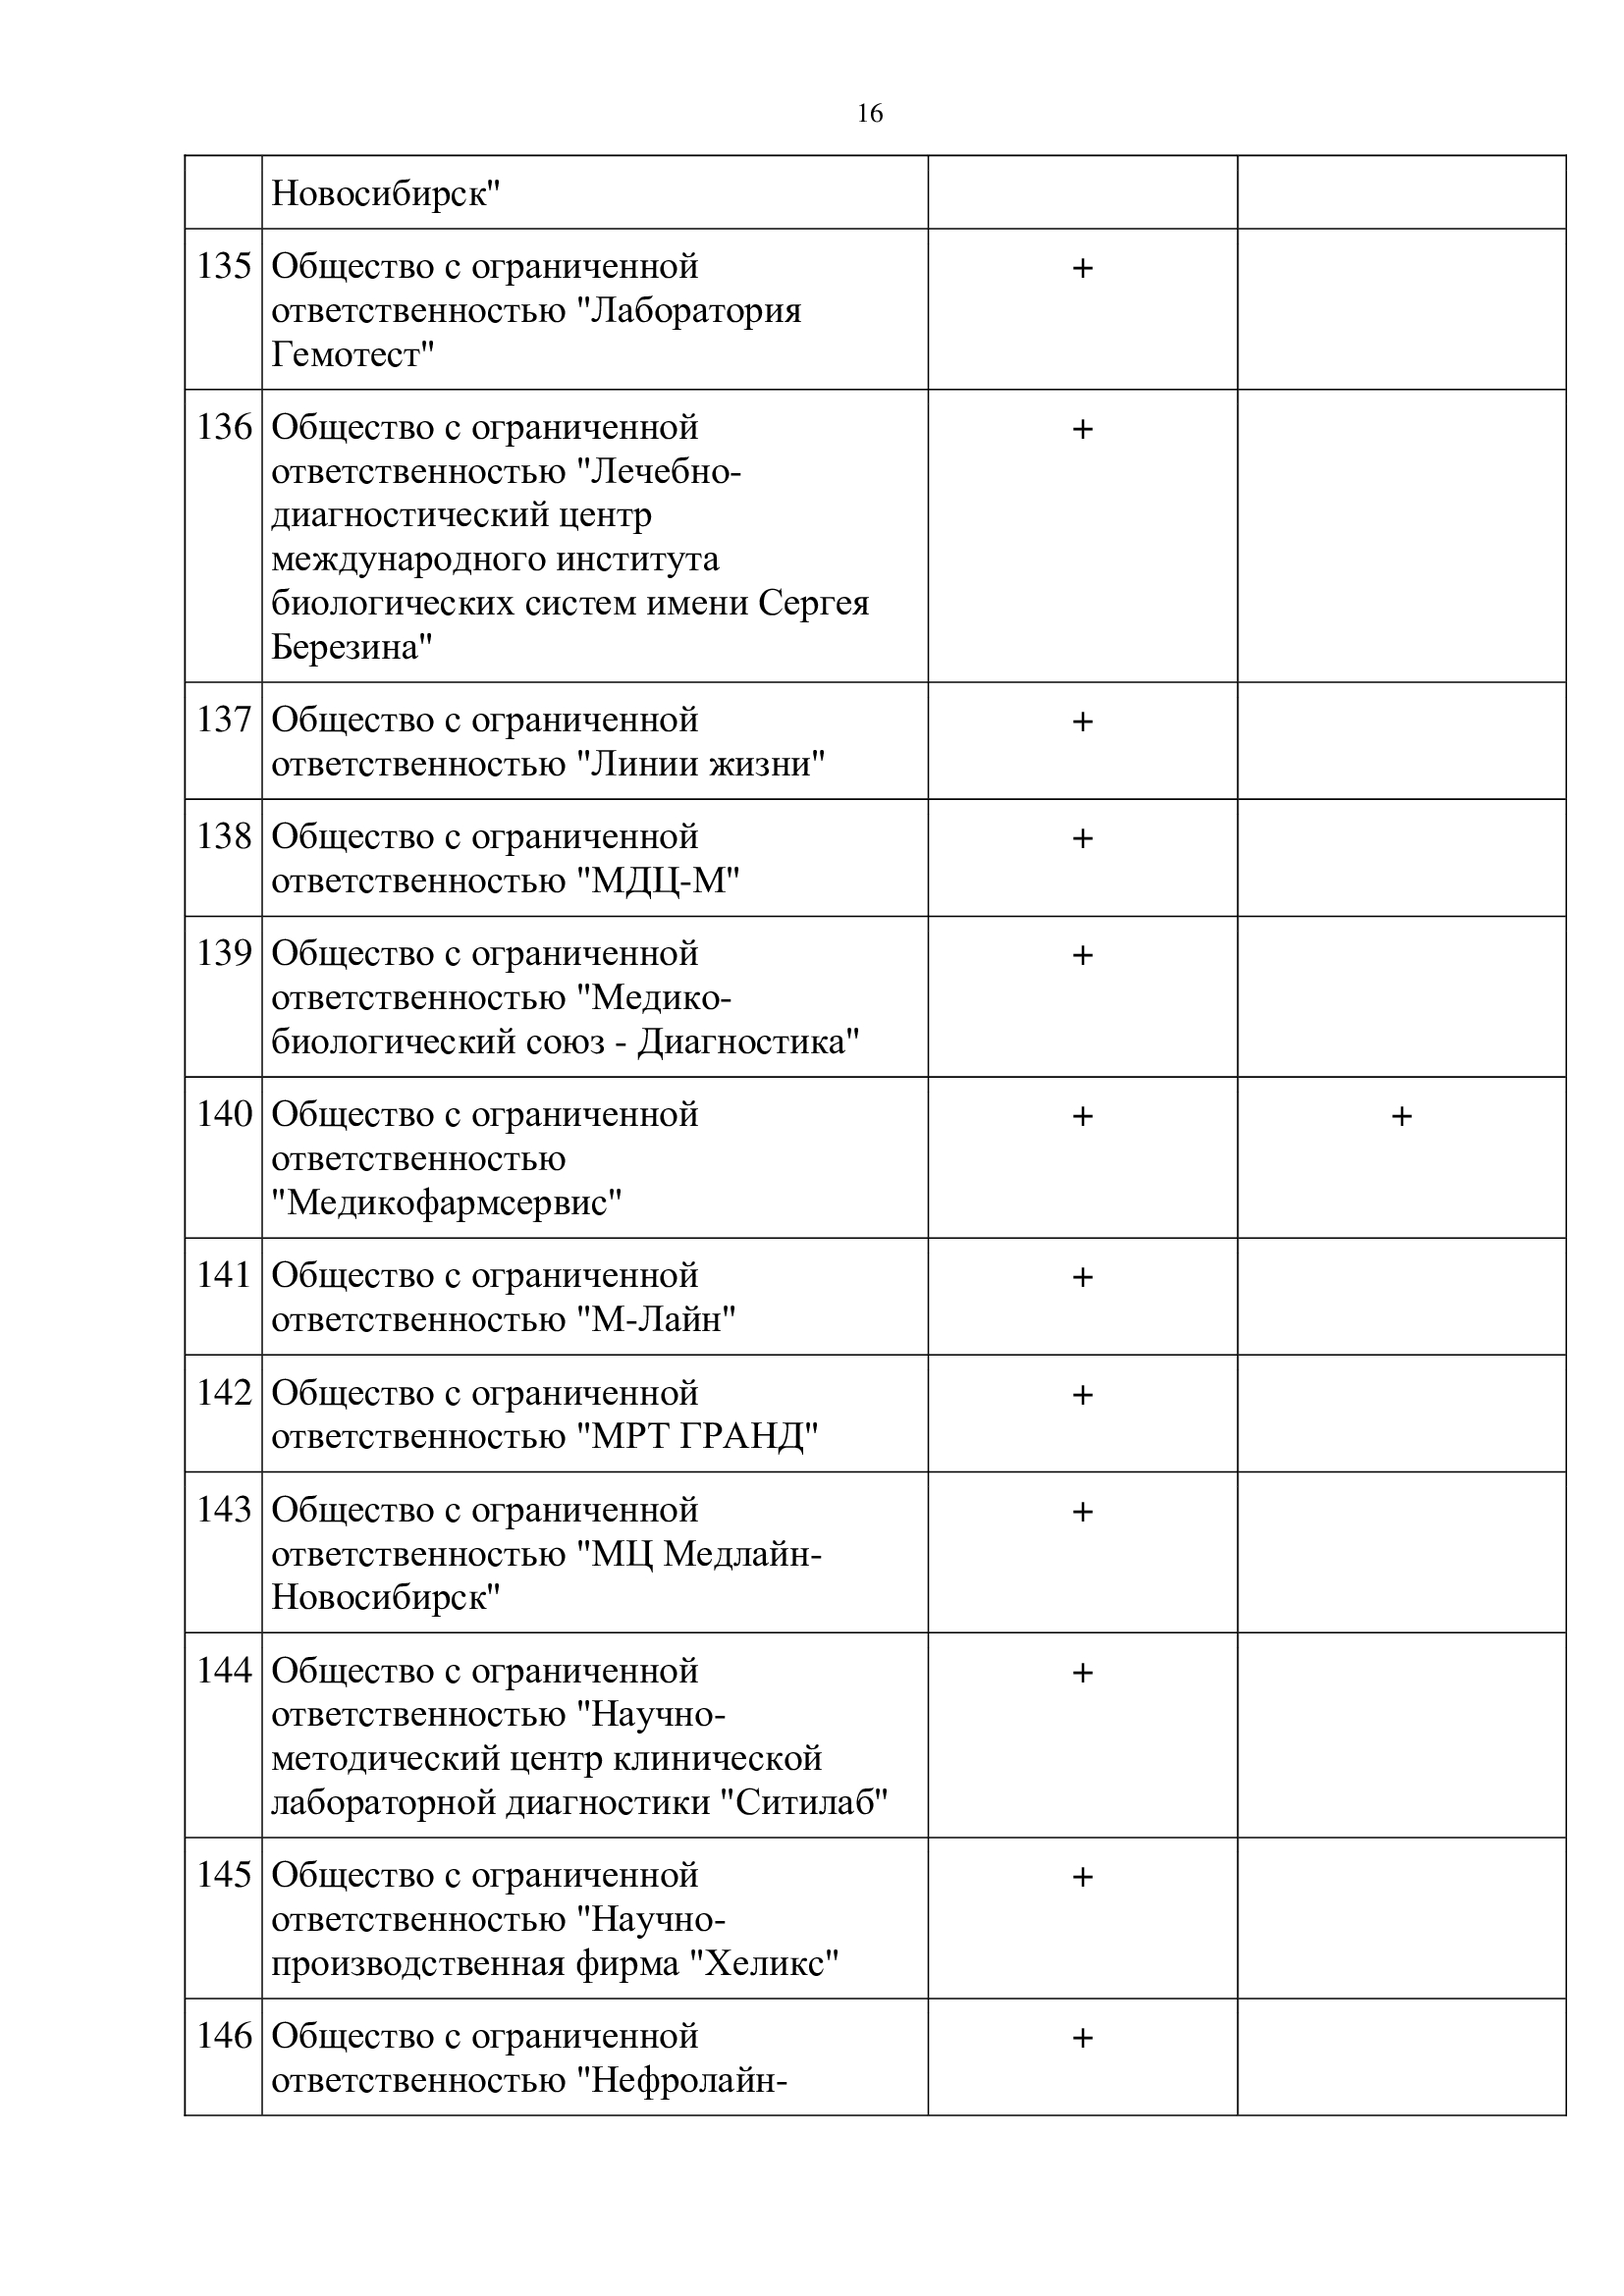 16
Новосибирск"
135 Общество с ограниченной +
ответственностью "Лаборатория
Гемотест"
136 Общество с ограниченной +
ответственностью "Лечебно-
диагностический центр
международного института
биологических систем имени Сергея
Березина"
137 Общество с ограниченной +
ответственностью "Линии жизни"
138 Общество с ограниченной +
ответственностью "МДЦ-М"
139 Общество с ограниченной +
ответственностью "Медико-
биологический союз - Диагностика"
140 Общество с ограниченной + +
ответственностью
"Медикофармсервис"
141 Общество с ограниченной +
ответственностью "М-Лайн"
142 Общество с ограниченной +
ответственностью "МРТ ГРАНД"
143 Общество с ограниченной +
ответственностью "МЦ Медлайн-
Новосибирск"
144 Общество с ограниченной +
ответственностью "Научно-
методический центр клинической
лабораторной диагностики "Ситилаб"
145 Общество с ограниченной +
ответственностью "Научно-
производственная фирма "Хеликс"
146 Общество с ограниченной +
ответственностью "Нефролайн-